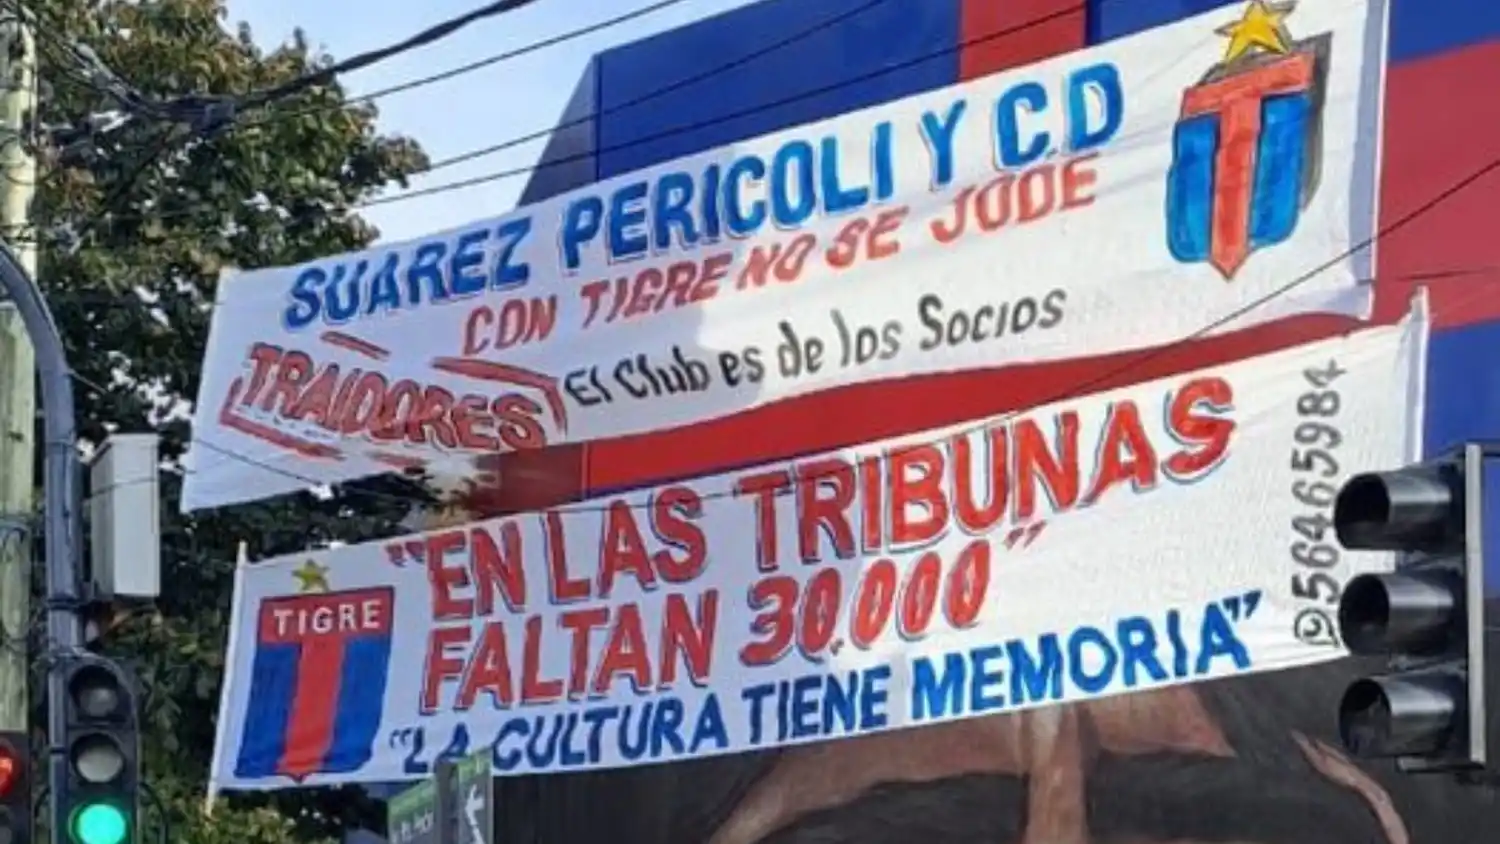 SUAREZ PERICOLI Y C.D
CON TIGRE NO SE JODE
TRAIDORES
El Club es de los Socios
TIGRE
"EN LAS TRIBUNAS
FALTAN 30.000"
"LA CULTURA TIENE MEMORIA"
56465984